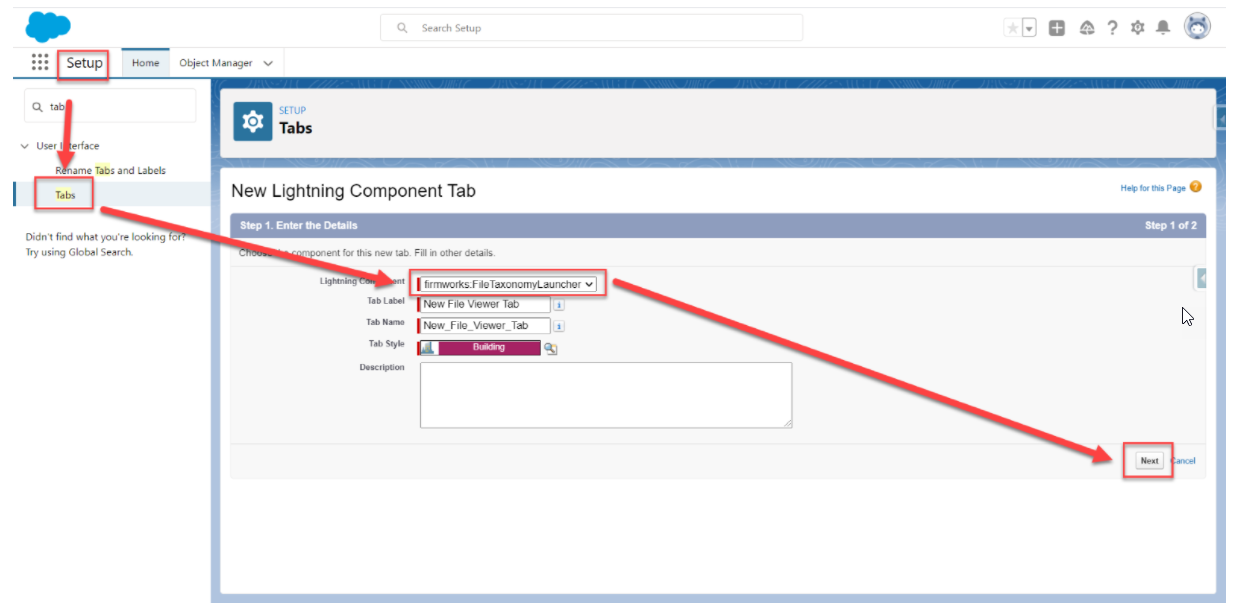 Search Setup
Setup
Home
Object Manager
tab
User Interface
Rename Tabs and Labels
Tabs
Didn't find what you're looking for?
Try using Global Search.
SETUP
Tabs
New Lightning Component Tab
Help for this Page
Step 1. Enter the Details
Step 1 of 2
Choose the component for this new tab. Fill in other details.
Lightning Component
firmworks:FileTaxonomyLauncher
Tab Label
New File Viewer Tab
Tab Name
New_File_Viewer_Tab
Tab Style
Building
Description
Next
Cancel